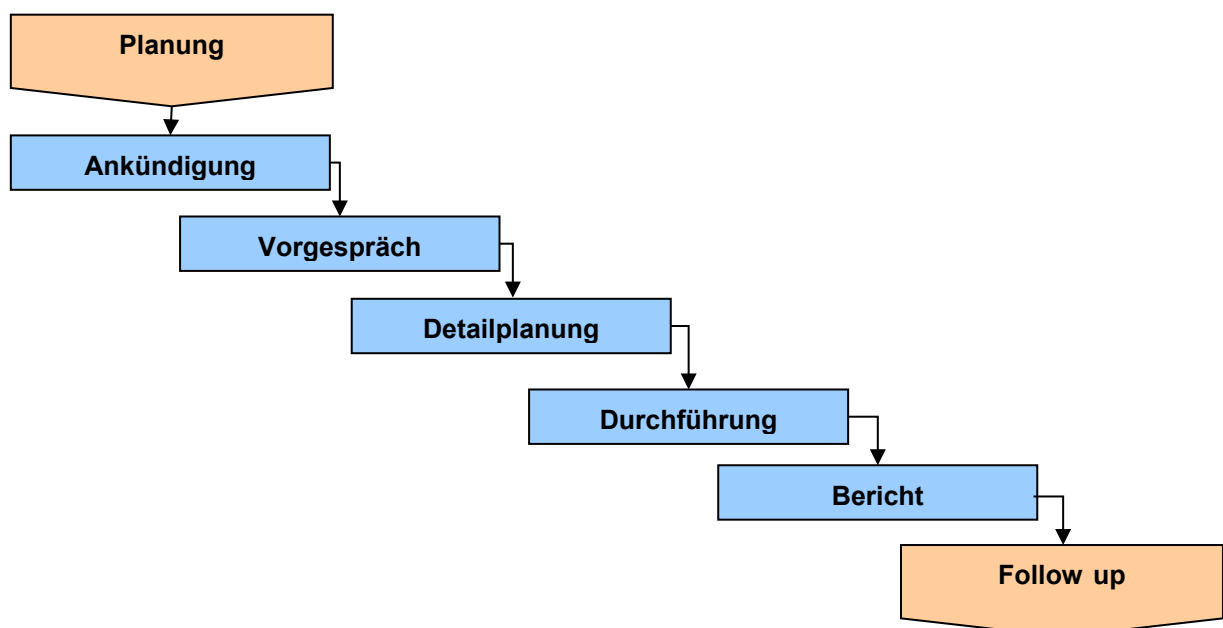 Planung
Ankündigung
Vorgespräch
Detailplanung
Durchführung
Bericht
Follow up